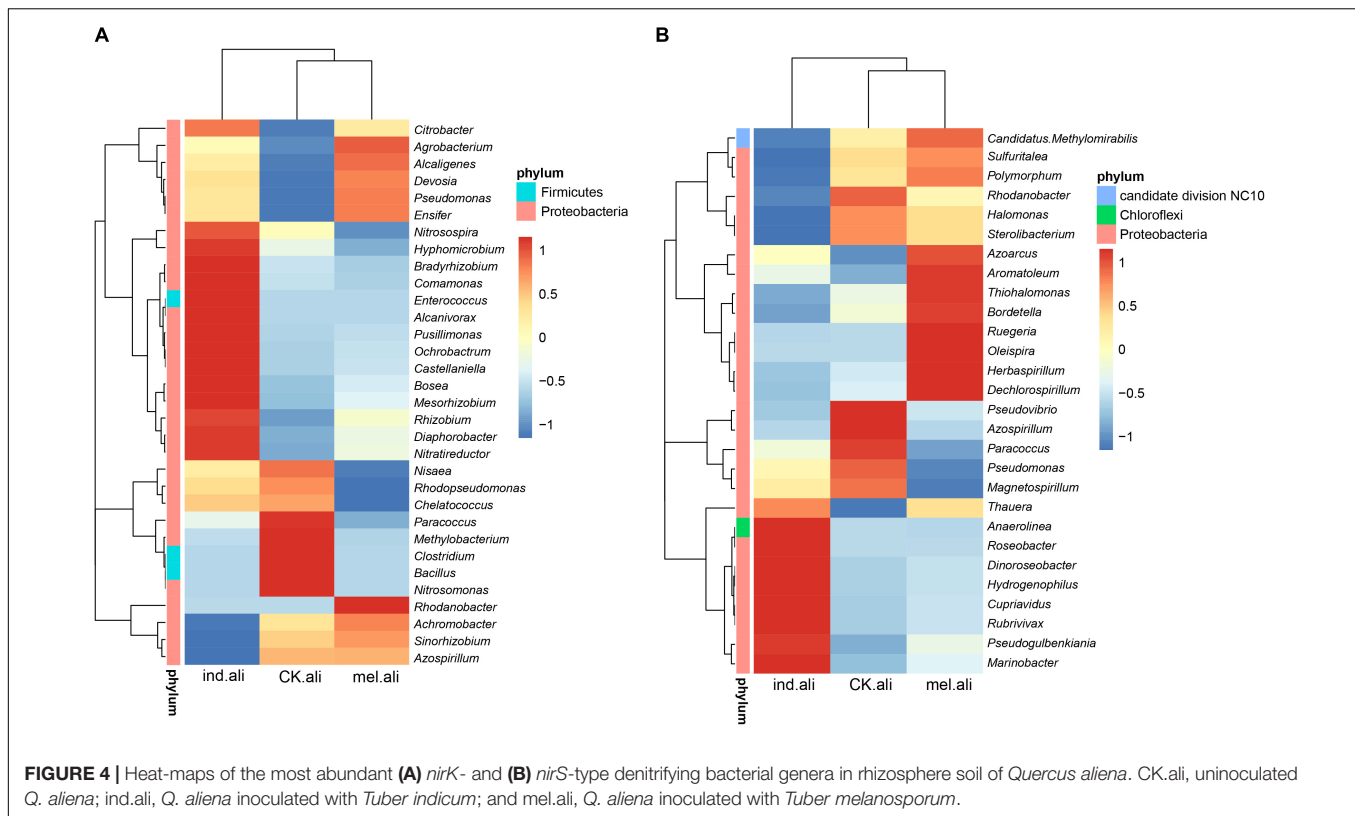 A
Citrobacter
Agrobacterium
Alcaligenes
Devosia
Pseudomonas
Ensifer
Nitrosospira
Hyphomicrobium
Bradyrhizobium
Comamonas
Enterococcus
Alcanivorax
Pusillimonas
Ochrobactrum
Castellaniella
Bosea
Mesorhizobium
Rhizobium
Diaphorobacter
Nitratireductor
Nisaea
Rhodopseudomonas
Chelatococcus
Paracoccus
Methylobacterium
Clostridium
Bacillus
Nitrosomonas
Rhodanobacter
Achromobacter
Sinorhizobium
Azospirillum
phylum
ind.ali CK.ali mel.ali
phylum
Firmicutes
Proteobacteria
1
0.5
0
−0.5
−1
B
Candidatus.Methylomirabilis
Sulfuritalea
Polymorphum
Rhodanobacter
Halomonas
Sterolibacterium
Azoarcus
Aromatoleum
Thiohalomonas
Bordetella
Ruegeria
Oleispira
Herbaspirillum
Dechlorospirillum
Pseudovibrio
Azospirillum
Paracoccus
Pseudomonas
Magnetospirillum
Thauera
Anaerolinea
Roseobacter
Dinoroseobacter
Hydrogenophilus
Cupriavidus
Rubrivivax
Pseudogulbenkiania
Marinobacter
phylum
ind.ali CK.ali mel.ali
phylum
candidate division NC10
Chloroflexi
Proteobacteria
1
0.5
0
−0.5
−1
FIGURE 4 | Heat-maps of the most abundant (A) nirK- and (B) nirS-type denitrifying bacterial genera in rhizosphere soil of Quercus aliena. CK.ali, uninoculated
Q. aliena; ind.ali, Q. aliena inoculated with Tuber indicum; and mel.ali, Q. aliena inoculated with Tuber melanosporum.